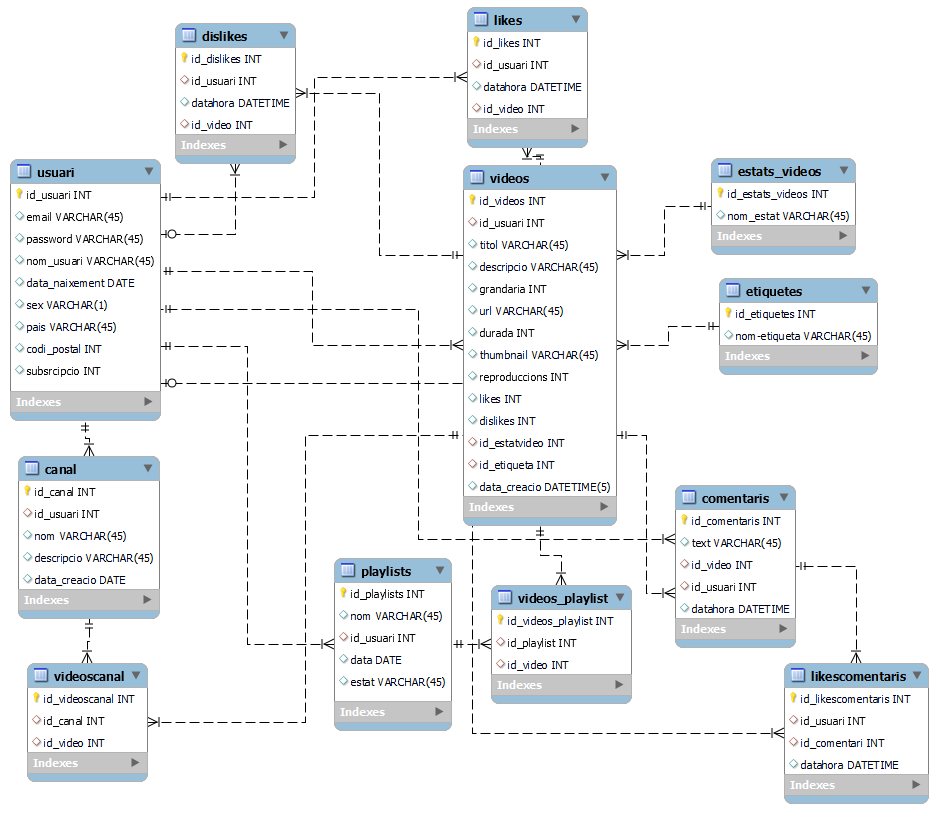 dislikes
id_dislikes INT
id_usuari INT
datahora DATETIME
id_video INT
Indexes
likes
id_likes INT
id_usuari INT
datahora DATETIME
id_video INT
Indexes
usuari
id_usuari INT
email VARCHAR(45)
password VARCHAR(45)
nom_usuari VARCHAR(45)
data_naixement DATE
sex VARCHAR(1)
pais VARCHAR(45)
codi_postal INT
subsrcipcio INT
Indexes
videos
id_videos INT
id_usuari INT
titol VARCHAR(45)
descripcio VARCHAR(45)
grandaria INT
url VARCHAR(45)
durada INT
thumbnail VARCHAR(45)
reproduccions INT
likes INT
dislikes INT
id_estatvideo INT
id_etiqueta INT
data_creacio DATETIME(5)
Indexes
estats_videos
id_estats_videos INT
nom_estat VARCHAR(45)
Indexes
etiquetes
id_etiquetes INT
nom-etiqueta VARCHAR(45)
Indexes
canal
id_canal INT
id_usuari INT
nom VARCHAR(45)
descripcio VARCHAR(45)
data_creacio DATE
Indexes
comentaris
id_comentaris INT
text VARCHAR(45)
id_video INT
id_usuari INT
datahora DATETIME
Indexes
playlists
id_playlists INT
nom VARCHAR(45)
id_usuari INT
data DATE
estat VARCHAR(45)
Indexes
videos_playlist
id_videos_playlist INT
id_playlist INT
id_video INT
Indexes
videoscanal
id_videoscanal INT
id_canal INT
id_video INT
Indexes
likescomentaris
id_likescomentaris INT
id_usuari INT
id_comentari INT
datahora DATETIME
Indexes